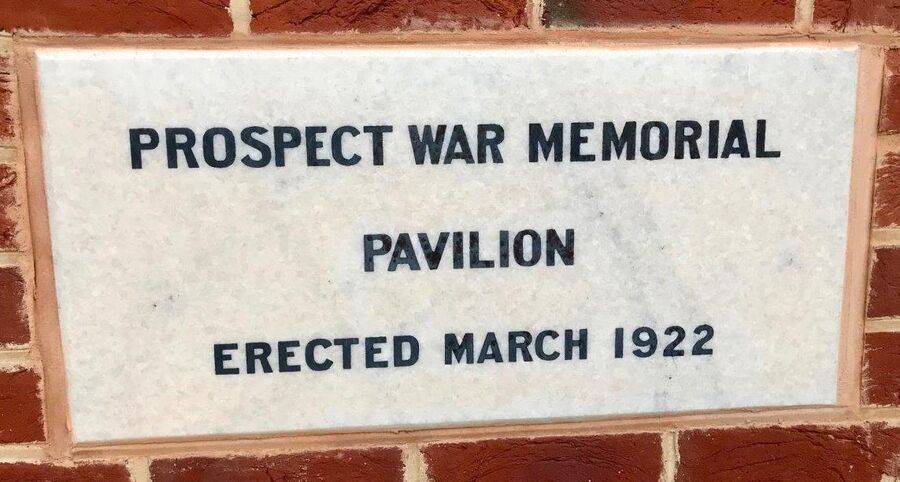 PROSPECT WAR MEMORIAL
PAVILION
ERECTED MARCH 1922